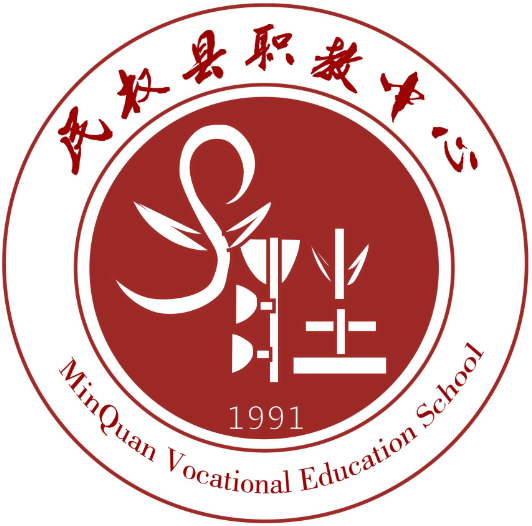 民权县职教中心
1991
MinQuan Vocational Education School